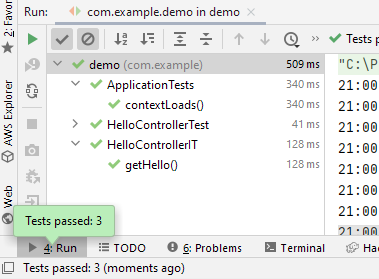 Run: com.example.demo in demo
Tests passed
demo (com.example) 509 ms
ApplicationTests 340 ms
contextLoads() 340 ms
HelloControllerTest 41 ms
HelloControllerIT 128 ms
getHello() 128 ms
"C:\P
21:00
21:00
21:00
21:00
21:00
21:00
21:00
2: Favor
AWS Explorer
Web
Tests passed: 3
4: Run TODO 6: Problems Terminal
Tests passed: 3 (moments ago)